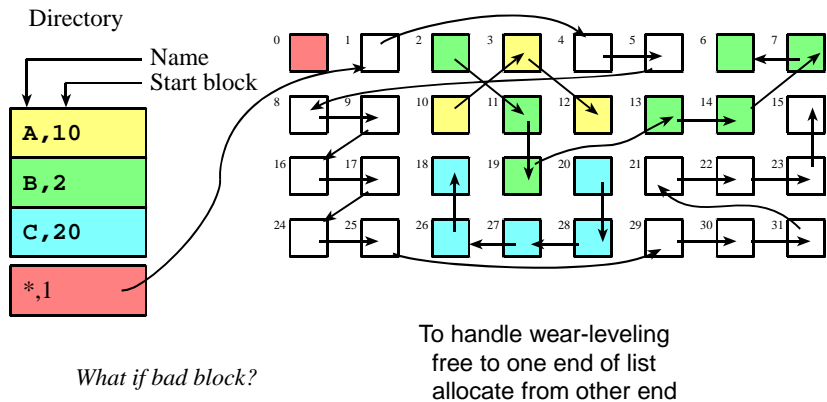 Directory
Name
Start block
A,10
B,2
C,20
*,1
0 1 2 3 4 5 6 7
8 9 10 11 12 13 14 15
16 17 18 19 20 21 22 23
24 25 26 27 28 29 30 31
What if bad block?
To handle wear-leveling
free to one end of list
allocate from other end